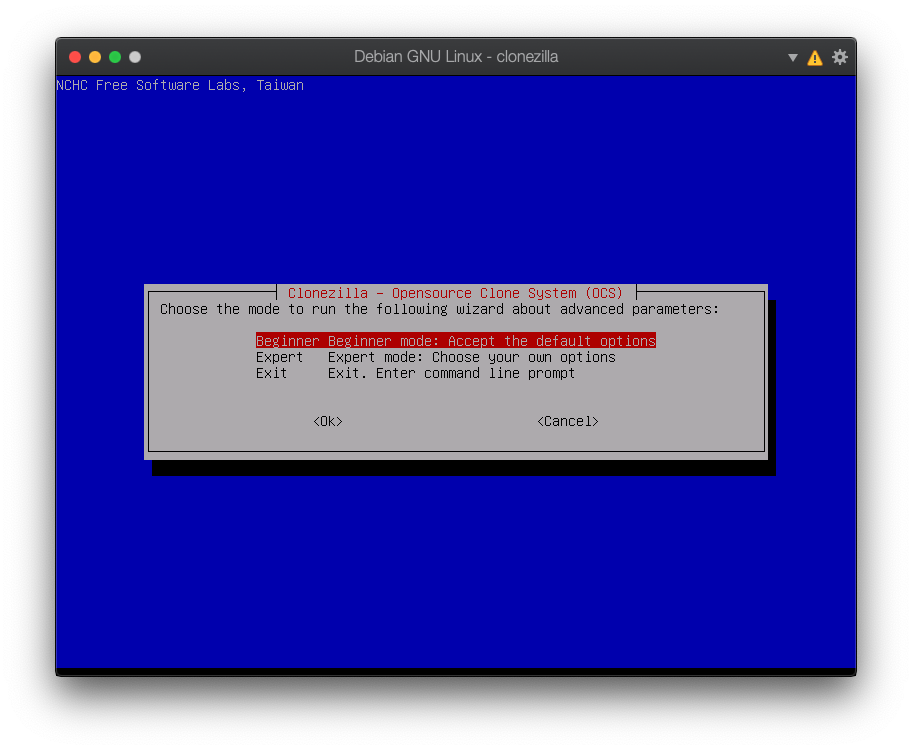 Debian GNU Linux - clonezilla
NCHC Free Software Labs, Taiwan
Clonezilla - Opensource Clone System (OCS)
Choose the mode to run the following wizard about advanced parameters:
Beginner Beginner mode: Accept the default options
Expert Expert mode: Choose your own options
Exit Exit. Enter command line prompt
<Ok> <Cancel>